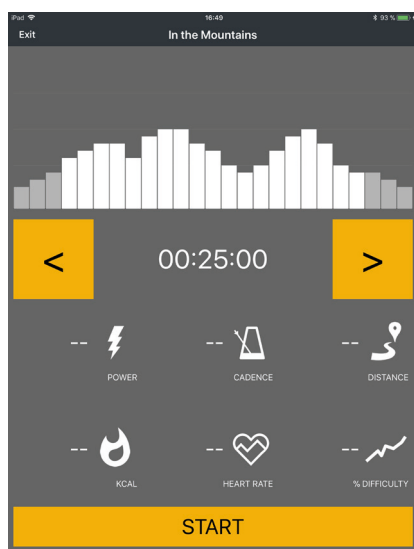 iPad 16:49 93 %
Exit In the Mountains
< 00:25:00 >
-- -- --
POWER CADENCE DISTANCE
-- -- --
KCAL HEART RATE % DIFFICULTY
START